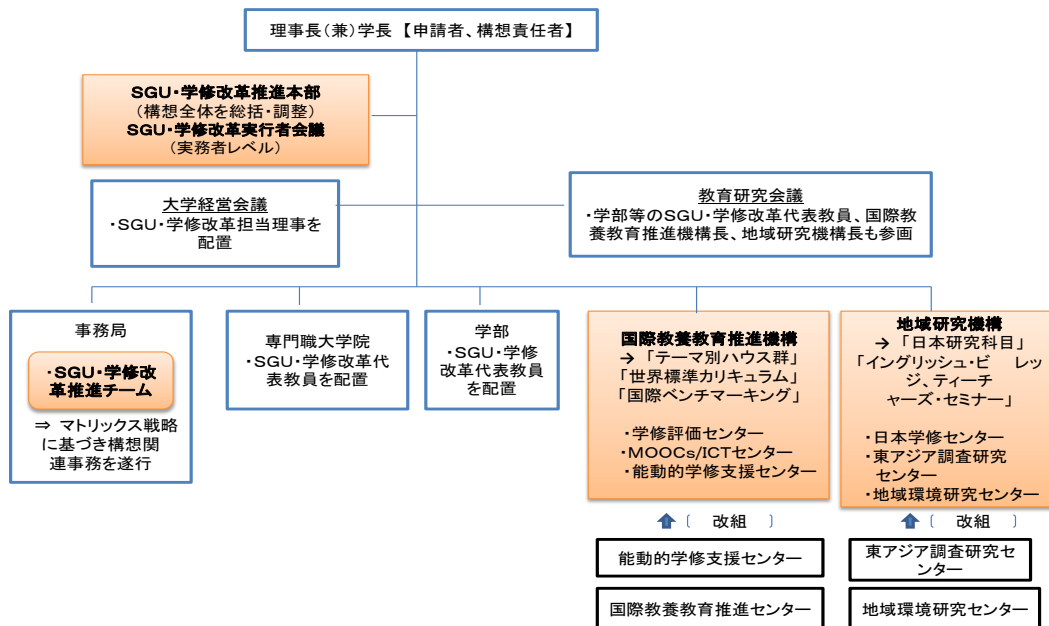 理事長(兼)学長 【申請者、構想責任者】
SGU・学修改革推進本部
(構想全体を総括・調整)
SGU・学修改革実行者会議
(実務者レベル)
大学経営会議
・SGU・学修改革担当理事を
配置
教育研究会議
・学部等のSGU・学修改革代表教員、国際教
養教育推進機構長、地域研究機構長も参画
事務局
・SGU・学修改
革推進チーム
⇒ マトリックス戦略
に基づき構想関
連事務を遂行
専門職大学院
・SGU・学修改革代
表教員を配置
学部
・SGU・学修
改革代表教員
を配置
国際教養教育推進機構
→ 「テーマ別ハウス群」
「世界標準カリキュラム」
「国際ベンチマーキング」
・学修評価センター
・MOOCs/ICTセンター
・能動的学修支援センター
地域研究機構
→ 「日本研究科目」
「イングリッシュ・ビ レッ
ジ、ティーチ
ャーズ・セミナー」
・日本学修センター
・東アジア調査研究
センター
・地域環境研究センター
〔 改組 〕
〔 改組 〕
能動的学修支援センター
東アジア調査研究セ
ンター
国際教養教育推進センター
地域環境研究センター